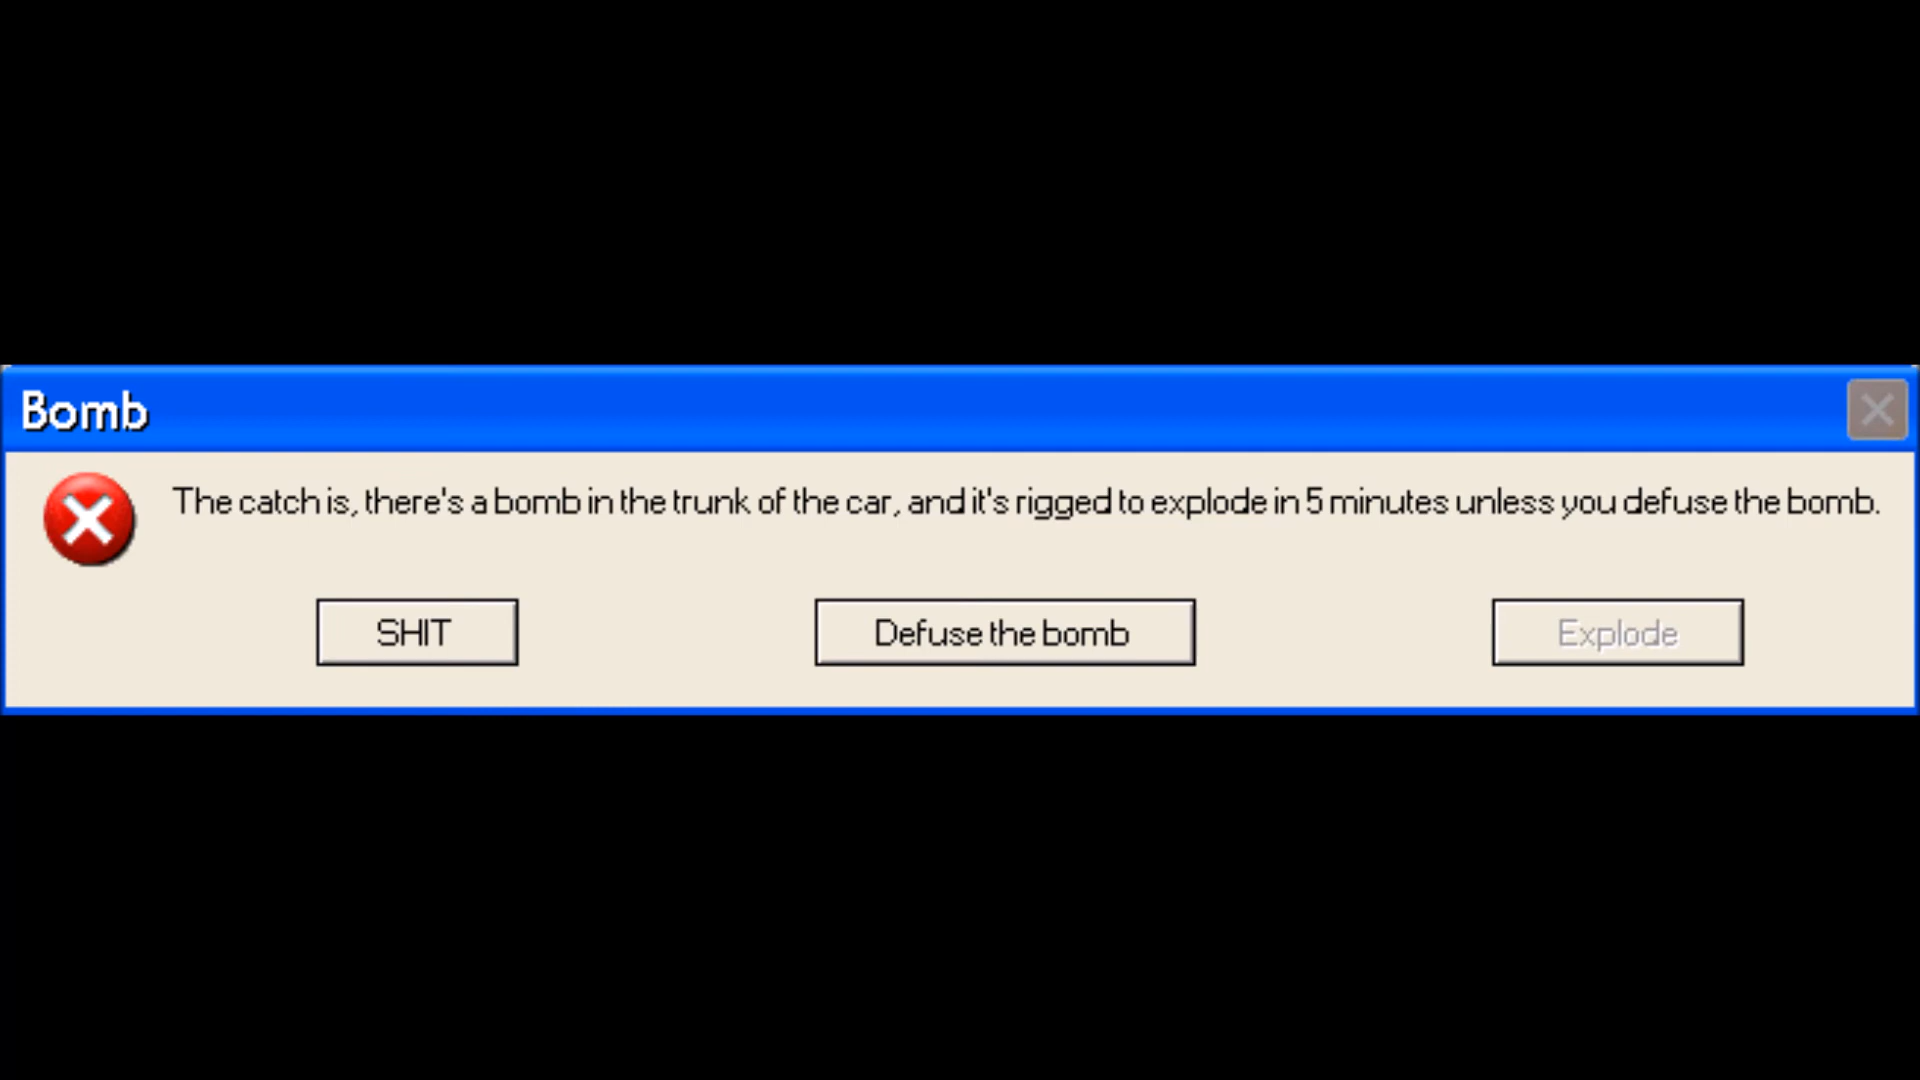 Bomb
The catch is, there's a bomb in the trunk of the car, and it's rigged to explode in 5 minutes unless you defuse the bomb.
SHIT
Defuse the bomb
Explode